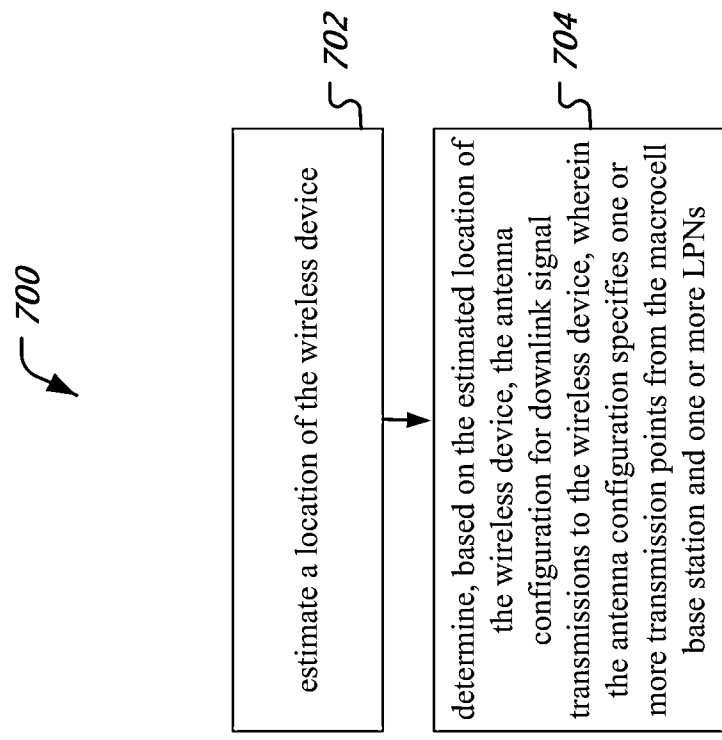 700
702
estimate a location of the wireless device
704
determine, based on the estimated location of
the wireless device, the antenna
configuration for downlink signal
transmissions to the wireless device, wherein
the antenna configuration specifies one or
more transmission points from the macrocell
base station and one or more LPNs